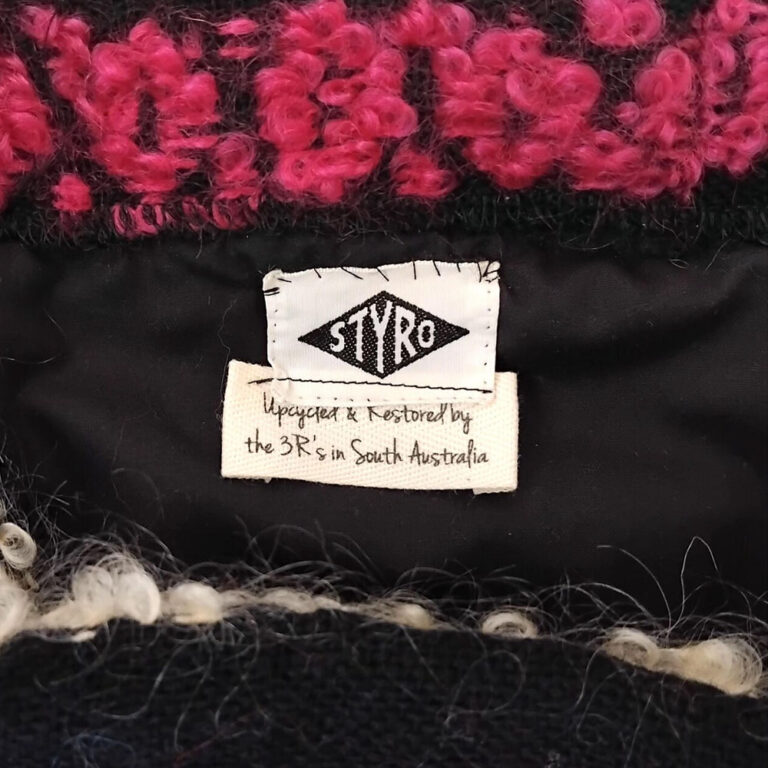 STYRO
Upcycled & Restored by
the 3R's in South Australia